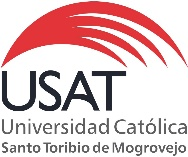 USAT
Universidad Católica
Santo Toribio de Mogrovejo